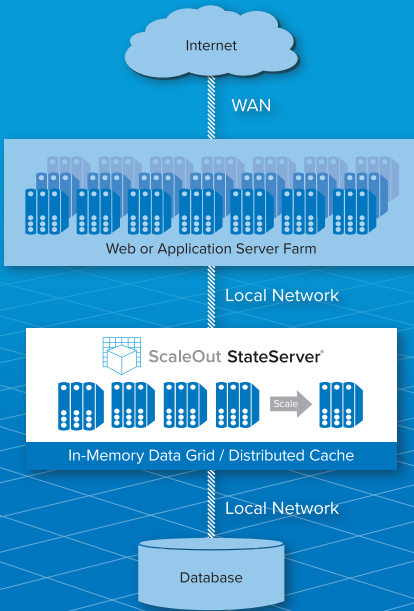 Internet
WAN
Web or Application Server Farm
Local Network
ScaleOut StateServer®
Scale
In-Memory Data Grid / Distributed Cache
Local Network
Database